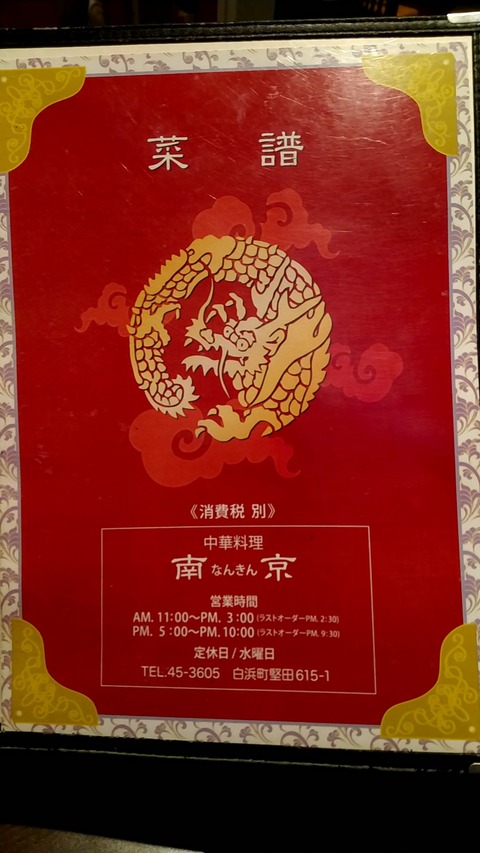 菜 譜
《消費税 別》
中華料理
南 なんきん 京
営業時間
AM. 11:00〜PM. 3:00 (ラストオーダーPM. 2:30)
PM. 5:00〜PM. 10:00 (ラストオーダーPM. 9:30)
定休日 / 水曜日
TEL.45-3605 白浜町堅田615-1